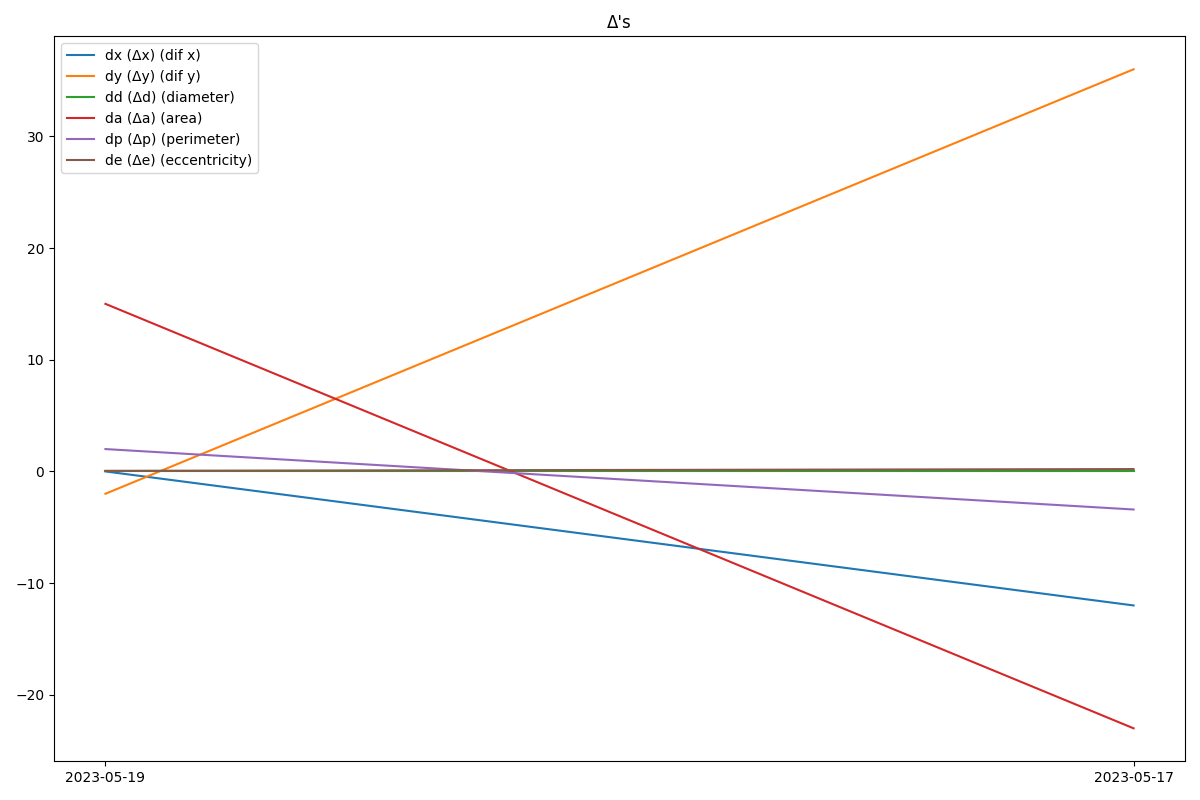 Δ's
dx (Δx) (dif x)
dy (Δy) (dif y)
dd (Δd) (diameter)
da (Δa) (area)
dp (Δp) (perimeter)
de (Δe) (eccentricity)
30
20
10
0
−10
−20
2023-05-19
2023-05-17